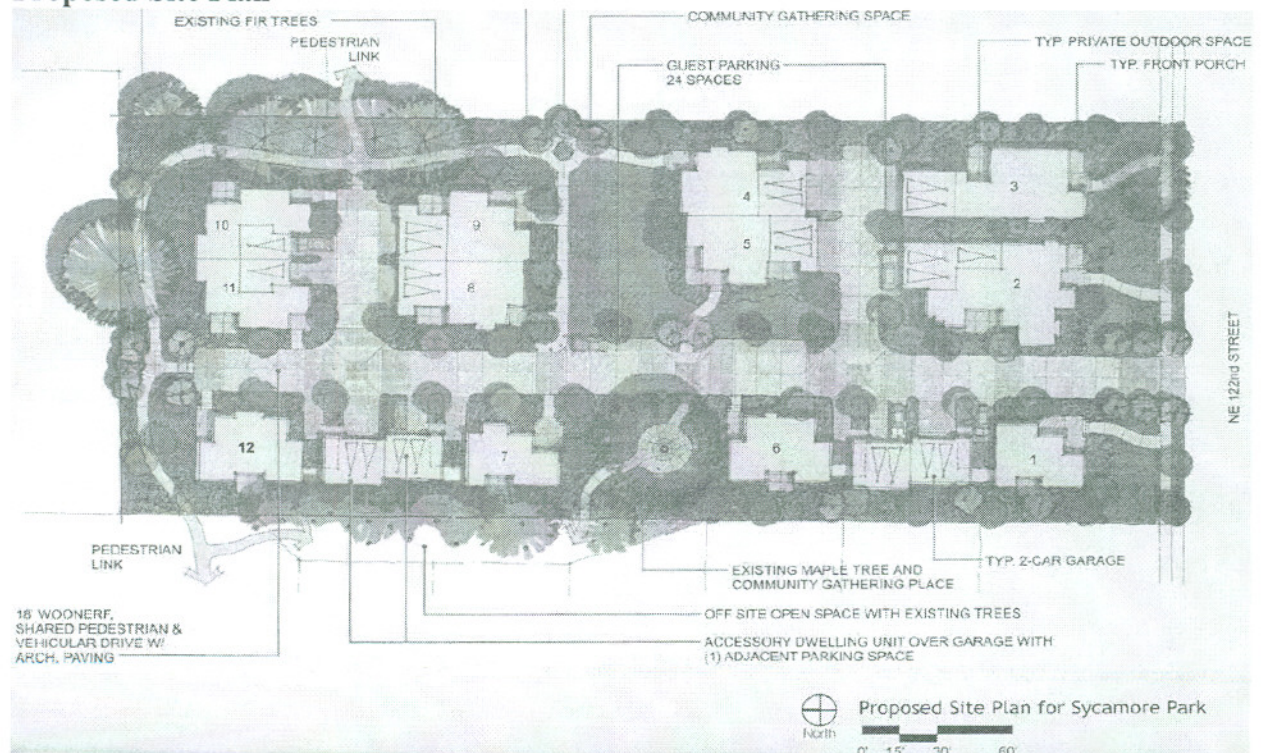 Proposed Site Plan
EXISTING FIR TREES
COMMUNITY GATHERING SPACE
PEDESTRIAN
LINK
TYP. PRIVATE OUTDOOR SPACE
GUEST PARKING
24 SPACES
TYP. FRONT PORCH
10
9
4
3
11
8
5
2
NE 122nd STREET
12
7
6
1
PEDESTRIAN
LINK
TYP. 2-CAR GARAGE
EXISTING MAPLE TREE AND
COMMUNITY GATHERING PLACE
18' WOONERF,
SHARED PEDESTRIAN &
VEHICULAR DRIVE W/
ARCH. PAVING
OFF SITE OPEN SPACE WITH EXISTING TREES
ACCESSORY DWELLING UNIT OVER GARAGE WITH
(1) ADJACENT PARKING SPACE
North
Proposed Site Plan for Sycamore Park
0' 15' 30' 60'